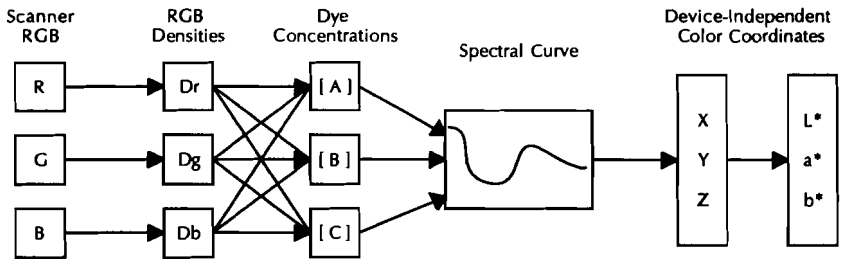 Scanner
RGB
RGB
Densities
Dye
Concentrations
Spectral Curve
Device-Independent
Color Coordinates
R
Dr
[ A ]
X
L*
G
Dg
[ B ]
Y
a*
B
Db
[ C ]
Z
b*